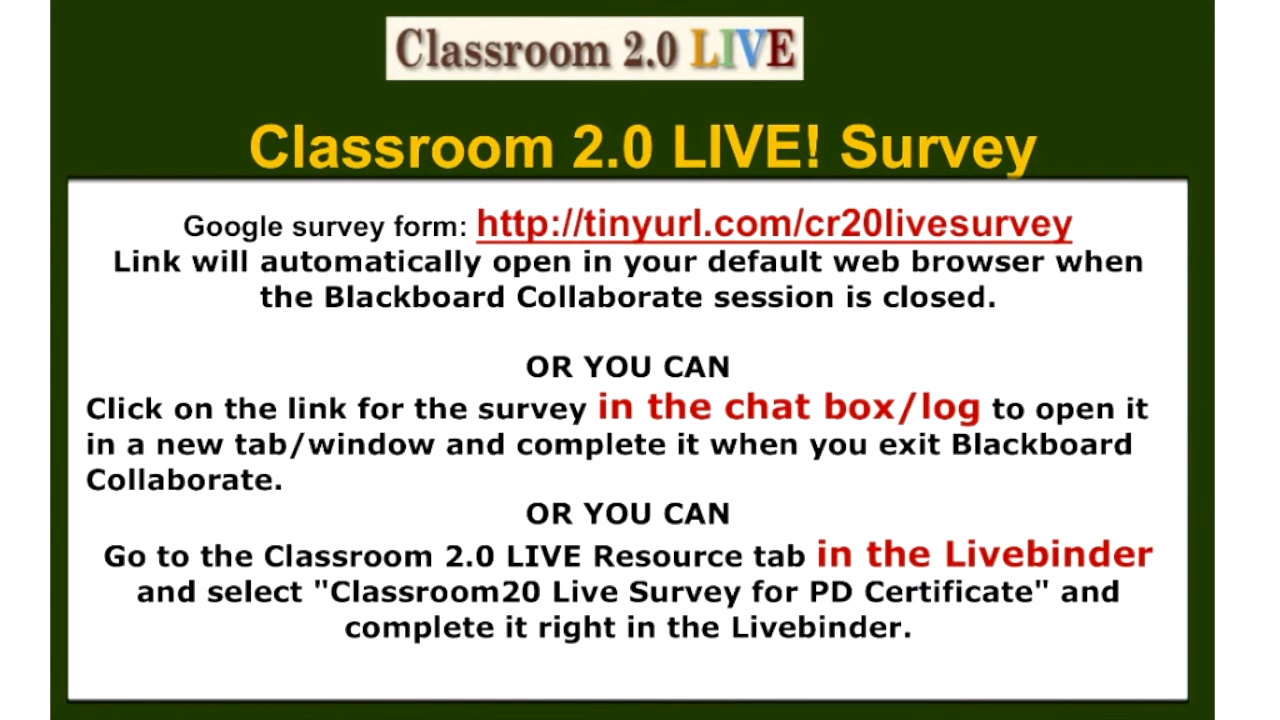 Classroom 2.0 LIVE
Classroom 2.0 LIVE! Survey
Google survey form: http://tinyurl.com/cr20livesurvey
Link will automatically open in your default web browser when
the Blackboard Collaborate session is closed.
OR YOU CAN
Click on the link for the survey in the chat box/log to open it
in a new tab/window and complete it when you exit Blackboard
Collaborate.
OR YOU CAN
Go to the Classroom 2.0 LIVE Resource tab in the Livebinder
and select "Classroom20 Live Survey for PD Certificate" and
complete it right in the Livebinder.